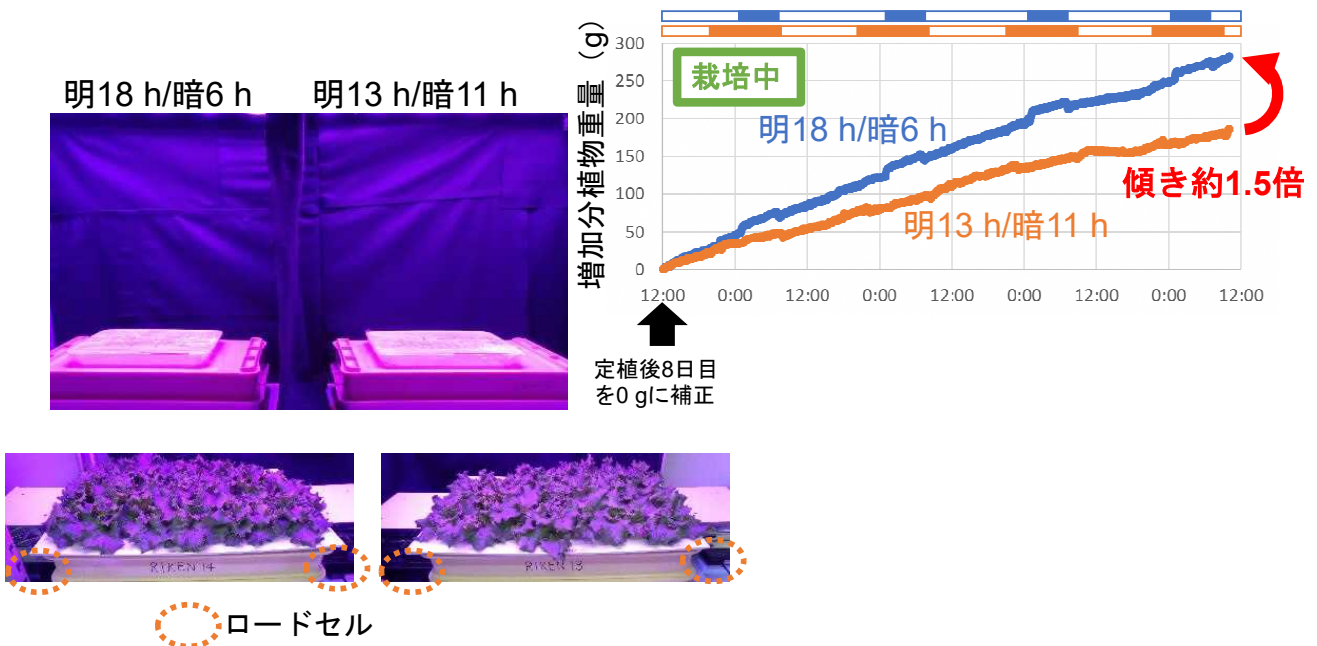 明18 h/暗6 h
明13 h/暗11 h
増加分植物重量（g）
300
250
200
150
100
50
0
栽培中
明18 h/暗6 h
明13 h/暗11 h
傾き約1.5倍
12:00 0:00 12:00 0:00 12:00 0:00 12:00 0:00 12:00
定植後8日目
を0 gに補正
RIKEN 14
RIKEN 13
ロードセル